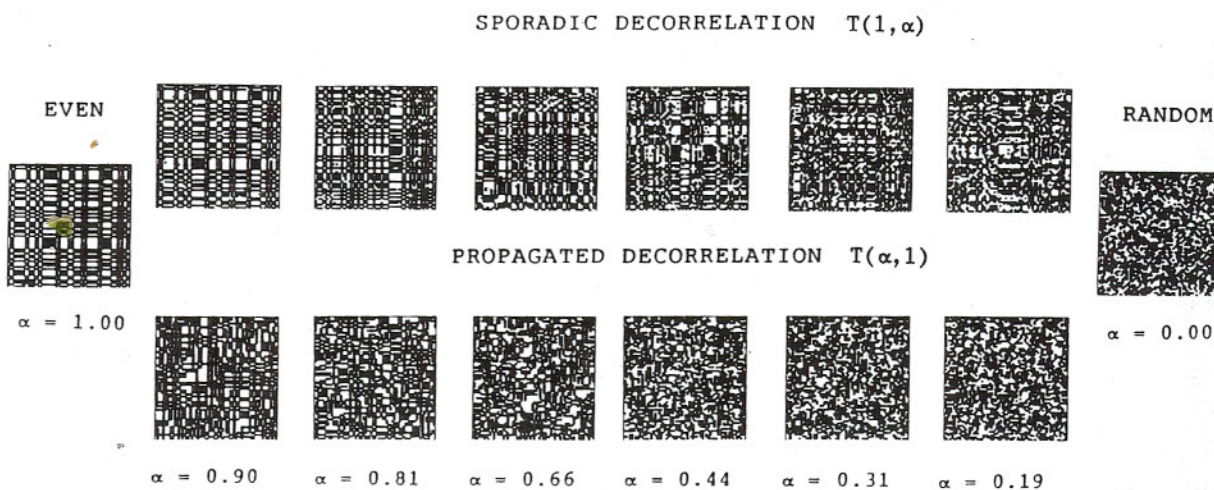 SPORADIC DECORRELATION T(1,α)
EVEN
RANDOM
PROPAGATED DECORRELATION T(α,1)
α = 1.00
α = 0.00
α = 0.90 α = 0.81 α = 0.66 α = 0.44 α = 0.31 α = 0.19